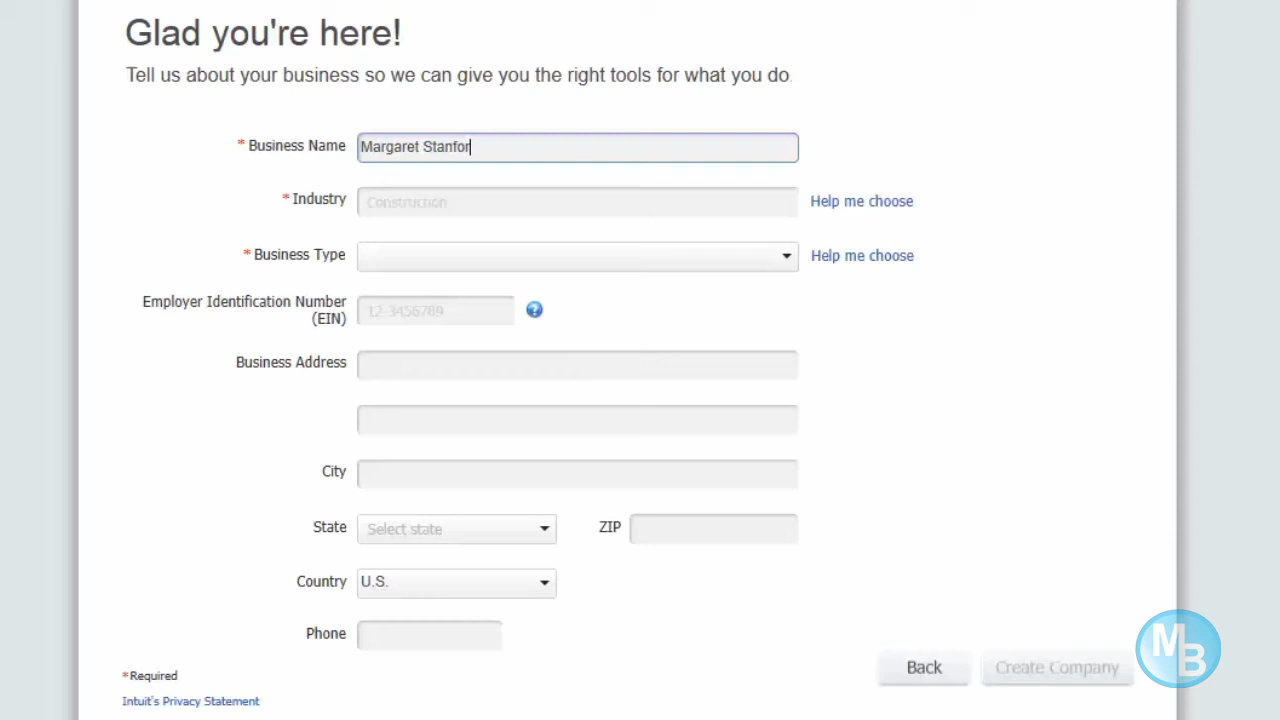 Glad you're here!
Tell us about your business so we can give you the right tools for what you do.
* Business Name Margaret Stanfor
* Industry Construction Help me choose
* Business Type Help me choose
Employer Identification Number
(EIN) 12-3456789 ?
Business Address
City
State Select state ZIP
Country U.S.
Phone
*Required
Back Create Company
Intuit's Privacy Statement
MB